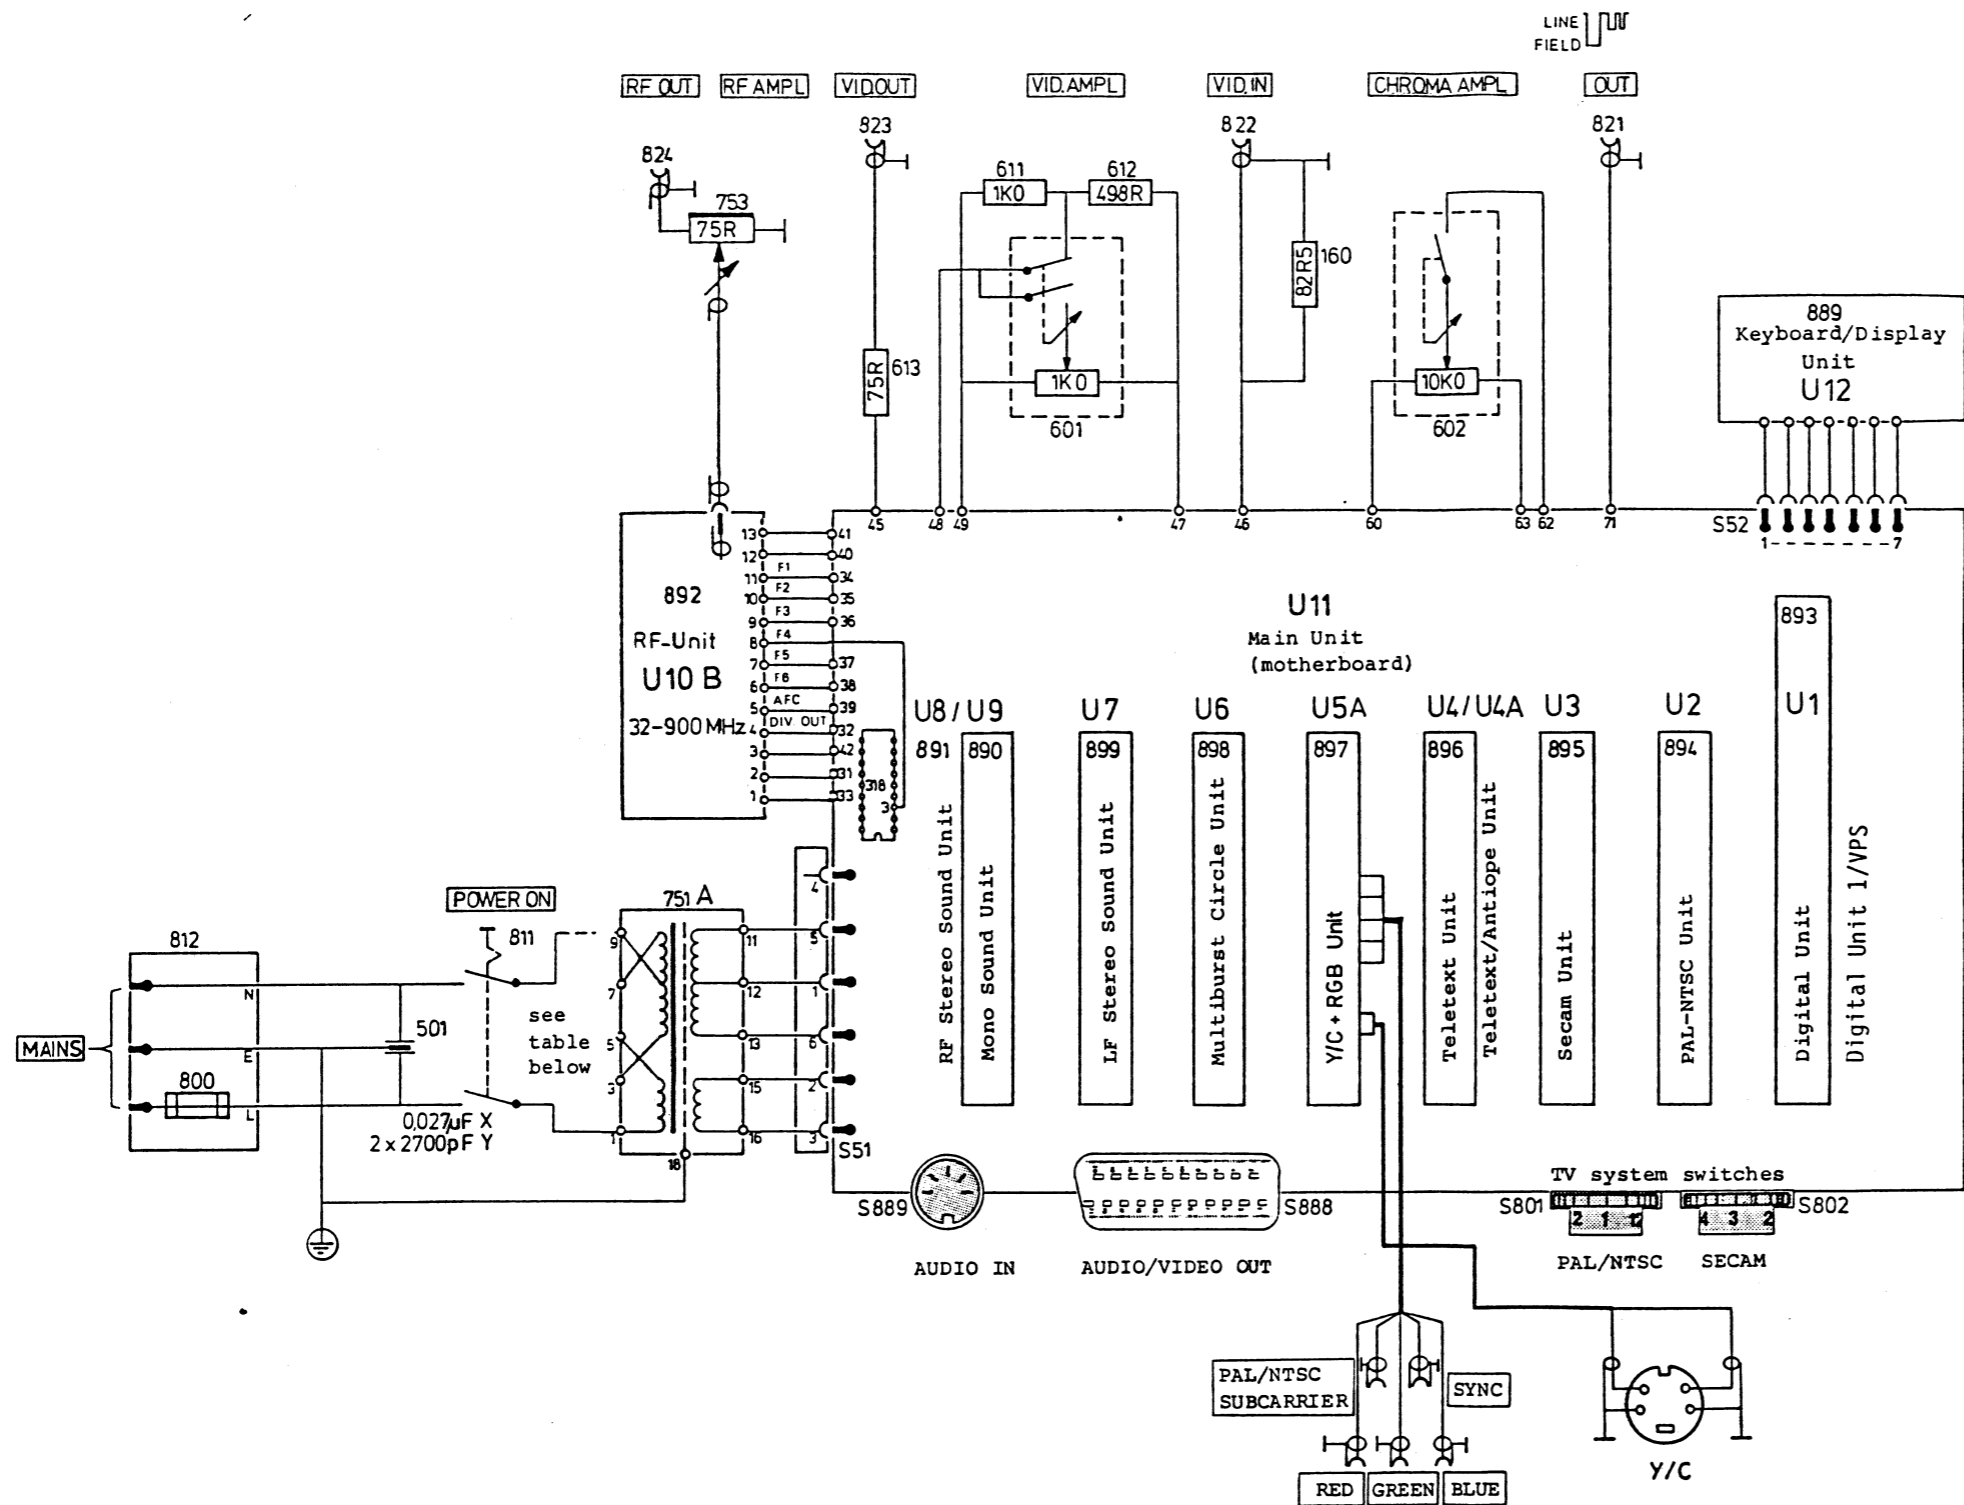 LINE
FIELD
RF OUT
RF AMPL
VID.OUT
VID.AMPL
VID.IN
CHROMA AMPL
OUT
824
823
822
821
753
75R
611
1K0
612
498R
82R5
160
75R
613
1K0
601
10K0
602
889
Keyboard/Display
Unit
U12
45
48
49
47
46
60
63
62
71
S52
1
7
892
RF-Unit
U10 B
32-900MHz
13
41
12
40
11
F1
34
10
F2
35
9
F3
36
8
F4
7
F5
37
6
F6
38
5
AFC
39
4
DIV. OUT
32
3
42
2
31
1
33
318
3
U11
Main Unit
(motherboard)
U8/U9
U7
U6
U5A
U4/U4A
U3
U2
U1
891
890
899
898
897
896
895
894
893
RF Stereo Sound Unit
Mono Sound Unit
LF Stereo Sound Unit
Multiburst Circle Unit
Y/C + RGB Unit
Teletext Unit
Teletext/Antiope Unit
Secam Unit
PAL-NTSC Unit
Digital Unit
Digital Unit 1/VPS
POWER ON
811
751 A
812
MAINS
N
E
L
800
501
0,027µF X
2 x 2700pF Y
see
table
below
9
7
5
3
1
11
12
13
15
16
18
4
5
1
6
2
3
S51
S889
AUDIO IN
S888
AUDIO/VIDEO OUT
TV system switches
S801
2 1 12
PAL/NTSC
4 3 2
S802
SECAM
PAL/NTSC
SUBCARRIER
SYNC
RED
GREEN
BLUE
Y/C